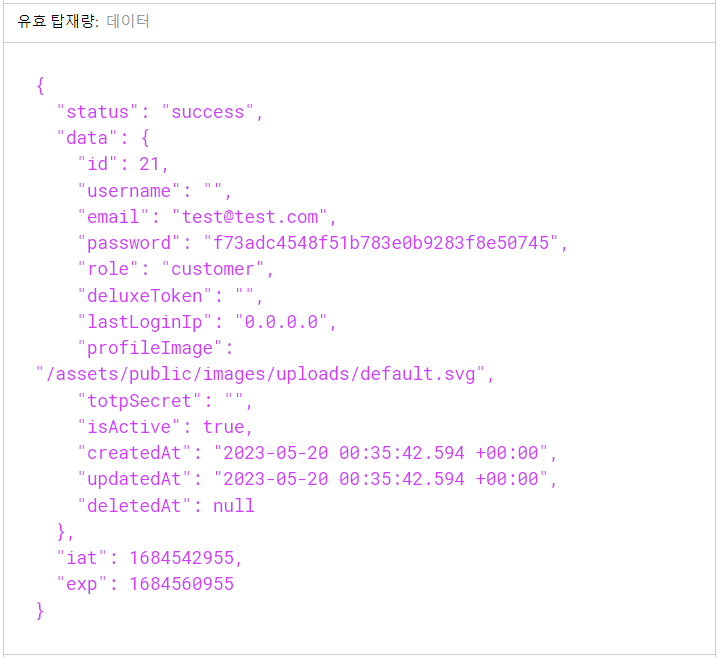 유효 탑재량: 데이터
{
  "status": "success",
  "data": {
    "id": 21,
    "username": "",
    "email": "test@test.com",
    "password": "f73adc4548f51b783e0b9283f8e50745",
    "role": "customer",
    "deluxeToken": "",
    "lastLoginIp": "0.0.0.0",
    "profileImage":
"/assets/public/images/uploads/default.svg",
    "totpSecret": "",
    "isActive": true,
    "createdAt": "2023-05-20 00:35:42.594 +00:00",
    "updatedAt": "2023-05-20 00:35:42.594 +00:00",
    "deletedAt": null
  },
  "iat": 1684542955,
  "exp": 1684560955
}